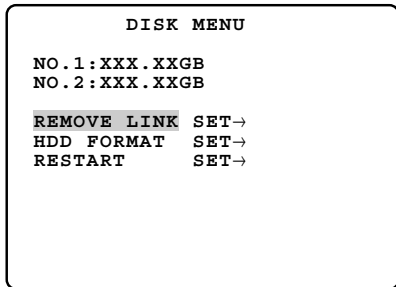 DISK MENU
NO.1:XXX.XXGB
NO.2:XXX.XXGB
REMOVE LINK SET→
HDD FORMAT SET→
RESTART SET→